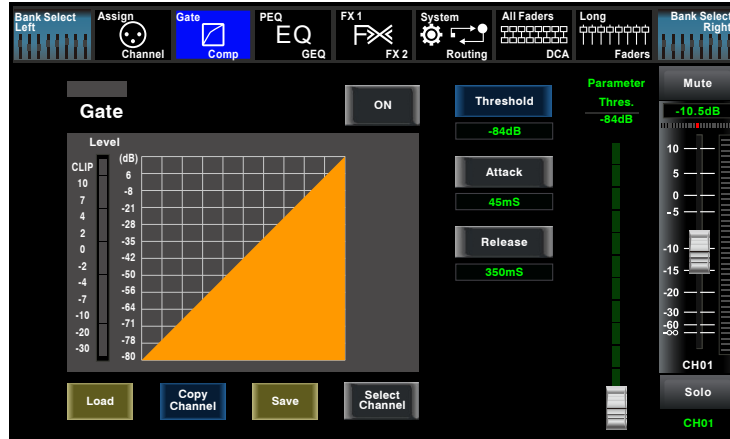 Bank Select
Left
Assign
Channel
Gate
Comp
PEQ
EQ
GEQ
FX 1
FX
FX 2
System
Routing
All Faders
DCA
Long
Faders
Bank Select
Right
Gate
ON
Level
CLIP
10
7
4
2
0
-2
-4
-7
-10
-20
-30
(dB)
6
-8
-21
-28
-35
-42
-50
-56
-64
-71
-78
-80
Threshold
-84dB
Attack
45mS
Release
350mS
Parameter
Thres.
-84dB
Mute
-10.5dB
10
5
0
-5
-10
-15
-20
-30
-60
-∞
CH01
Solo
CH01
Load
Copy
Channel
Save
Select
Channel